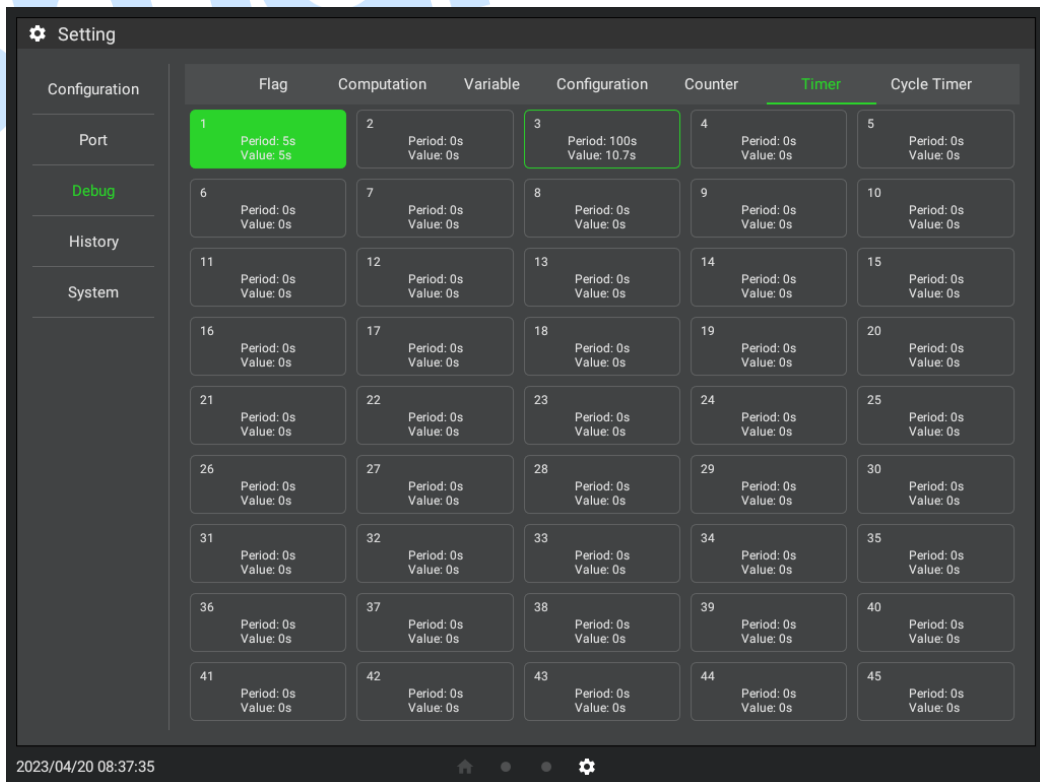 Setting
Configuration
Port
Debug
History
System
Flag Computation Variable Configuration Counter Timer Cycle Timer
1
Period: 5s
Value: 5s
2
Period: 0s
Value: 0s
3
Period: 100s
Value: 10.7s
4
Period: 0s
Value: 0s
5
Period: 0s
Value: 0s
6
Period: 0s
Value: 0s
7
Period: 0s
Value: 0s
8
Period: 0s
Value: 0s
9
Period: 0s
Value: 0s
10
Period: 0s
Value: 0s
11
Period: 0s
Value: 0s
12
Period: 0s
Value: 0s
13
Period: 0s
Value: 0s
14
Period: 0s
Value: 0s
15
Period: 0s
Value: 0s
16
Period: 0s
Value: 0s
17
Period: 0s
Value: 0s
18
Period: 0s
Value: 0s
19
Period: 0s
Value: 0s
20
Period: 0s
Value: 0s
21
Period: 0s
Value: 0s
22
Period: 0s
Value: 0s
23
Period: 0s
Value: 0s
24
Period: 0s
Value: 0s
25
Period: 0s
Value: 0s
26
Period: 0s
Value: 0s
27
Period: 0s
Value: 0s
28
Period: 0s
Value: 0s
29
Period: 0s
Value: 0s
30
Period: 0s
Value: 0s
31
Period: 0s
Value: 0s
32
Period: 0s
Value: 0s
33
Period: 0s
Value: 0s
34
Period: 0s
Value: 0s
35
Period: 0s
Value: 0s
36
Period: 0s
Value: 0s
37
Period: 0s
Value: 0s
38
Period: 0s
Value: 0s
39
Period: 0s
Value: 0s
40
Period: 0s
Value: 0s
41
Period: 0s
Value: 0s
42
Period: 0s
Value: 0s
43
Period: 0s
Value: 0s
44
Period: 0s
Value: 0s
45
Period: 0s
Value: 0s
2023/04/20 08:37:35